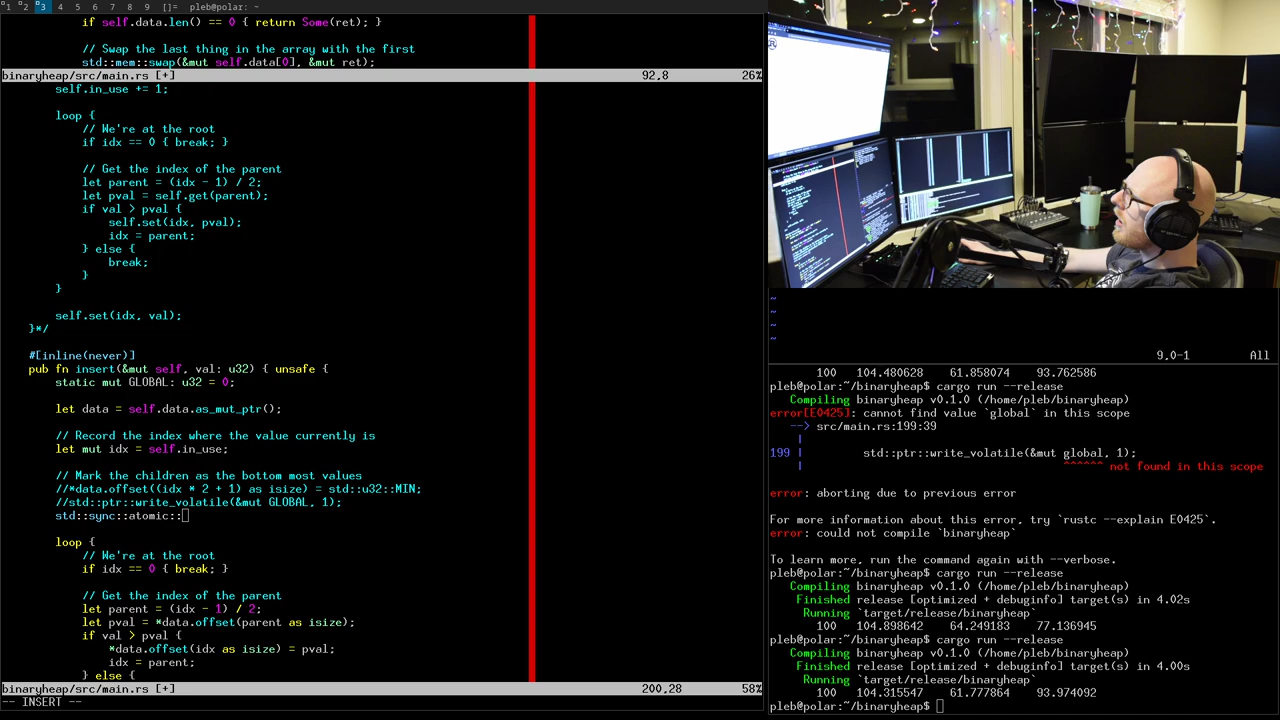 1 2 3 4 5 6 7 8 9 []= pleb@polar: ~
if self.data.len() == 0 { return Some(ret); }
// Swap the last thing in the array with the first
std::mem::swap(&mut self.data[0], &mut ret);
binaryheap/src/main.rs [+] 92,8 26%
self.in_use += 1;
loop {
// We're at the root
if idx == 0 { break; }
// Get the index of the parent
let parent = (idx - 1) / 2;
let pval = self.get(parent);
if val > pval {
self.set(idx, pval);
idx = parent;
} else {
break;
}
}
self.set(idx, val);
}*/
#[inline(never)]
pub fn insert(&mut self, val: u32) { unsafe {
static mut GLOBAL: u32 = 0;
let data = self.data.as_mut_ptr();
// Record the index where the value currently is
let mut idx = self.in_use;
// Mark the children as the bottom most values
//*data.offset((idx * 2 + 1) as isize) = std::u32::MIN;
//std::ptr::write_volatile(&mut GLOBAL, 1);
std::sync::atomic::
loop {
// We're at the root
if idx == 0 { break; }
// Get the index of the parent
let parent = (idx - 1) / 2;
let pval = *data.offset(parent as isize);
if val > pval {
*data.offset(idx as isize) = pval;
idx = parent;
} else {
binaryheap/src/main.rs [+] 200,28 58%
-- INSERT --
~
~
~
~
9.0-1 All
100 104.480628 61.858074 93.762586
pleb@polar:~/binaryheap$ cargo run --release
Compiling binaryheap v0.1.0 (/home/pleb/binaryheap)
error[E0425]: cannot find value `global` in this scope
--> src/main.rs:199:39
|
199 | std::ptr::write_volatile(&mut global, 1);
| ^^^^^^ not found in this scope
error: aborting due to previous error
For more information about this error, try `rustc --explain E0425`.
error: could not compile `binaryheap`
To learn more, run the command again with --verbose.
pleb@polar:~/binaryheap$ cargo run --release
Compiling binaryheap v0.1.0 (/home/pleb/binaryheap)
Finished release [optimized + debuginfo] target(s) in 4.02s
Running `target/release/binaryheap`
100 104.898642 64.249183 77.136945
pleb@polar:~/binaryheap$ cargo run --release
Compiling binaryheap v0.1.0 (/home/pleb/binaryheap)
Finished release [optimized + debuginfo] target(s) in 4.00s
Running `target/release/binaryheap`
100 104.315547 61.777864 93.974092
pleb@polar:~/binaryheap$